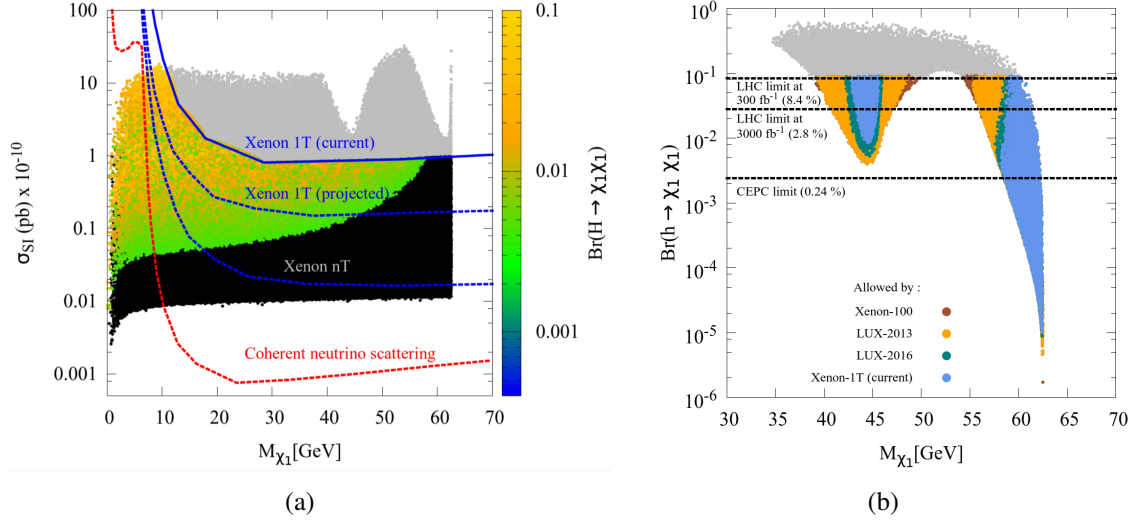 100
10
1
0.1
0.01
0.001
σSI (pb) x 10⁻¹⁰
Xenon 1T (current)
Xenon 1T (projected)
Xenon nT
Coherent neutrino scattering
0 10 20 30 40 50 60 70
Mχ₁[GeV]
0.1
0.01
0.001
Br(H → χ₁χ₁)
(a)
10⁰
10⁻¹
10⁻²
10⁻³
10⁻⁴
10⁻⁵
10⁻⁶
Br(h → χ₁ χ₁)
LHC limit at
300 fb⁻¹ (8.4 %)
LHC limit at
3000 fb⁻¹ (2.8 %)
CEPC limit (0.24 %)
Allowed by :
Xenon-100
LUX-2013
LUX-2016
Xenon-1T (current)
30 35 40 45 50 55 60 65 70
Mχ₁[GeV]
(b)